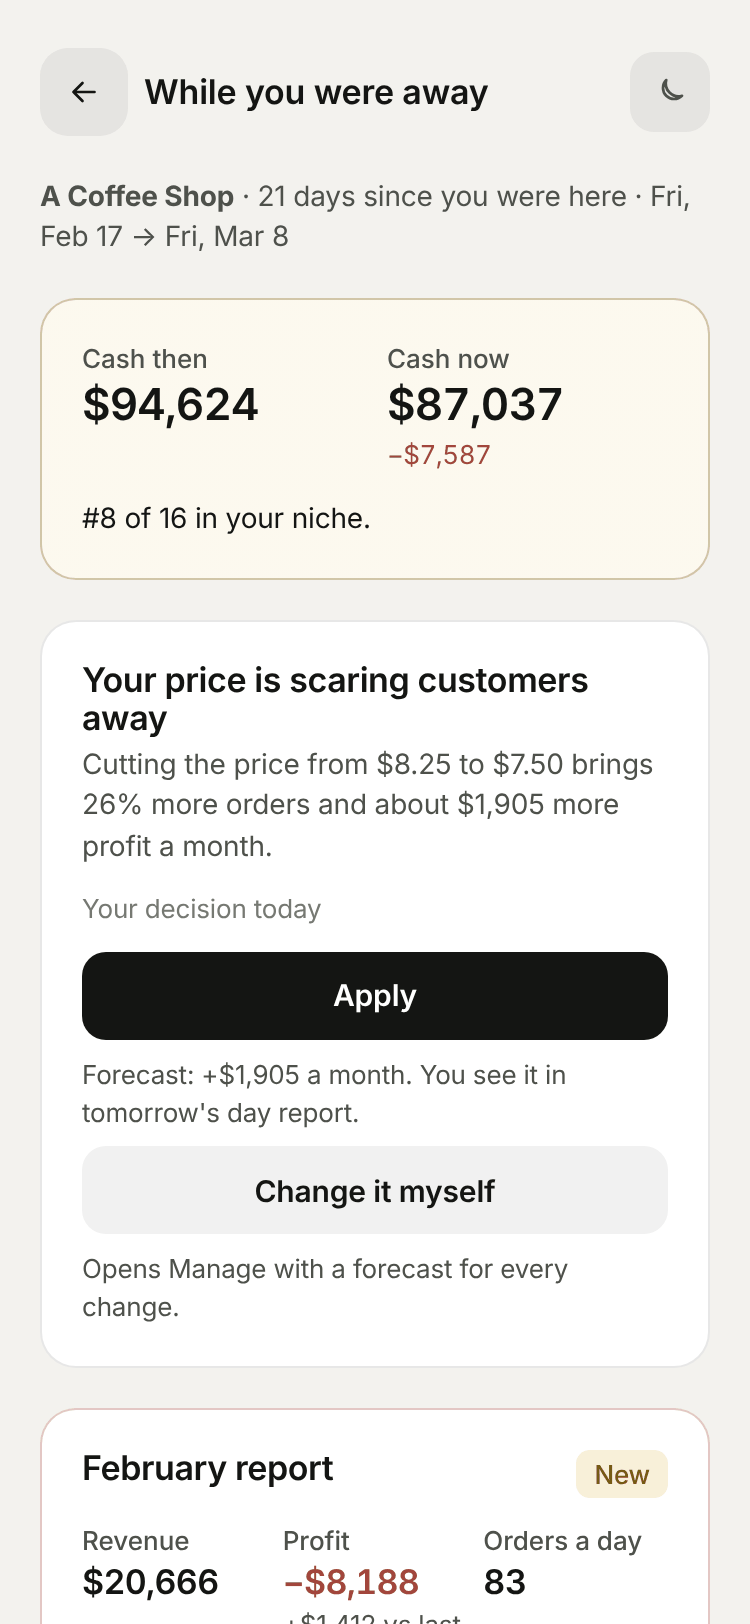 While you were away
A Coffee Shop · 21 days since you were here · Fri,
Feb 17 → Fri, Mar 8
Cash then
Cash now
$94,624
$87,037
–$7,587
#8 of 16 in your niche.
Your price is scaring customers
away
Cutting the price from $8.25 to $7.50 brings
26% more orders and about $1,905 more
profit a month.
Your decision today
Apply
Forecast: +$1,905 a month. You see it in
tomorrow's day report.
Change it myself
Opens Manage with a forecast for every
change.
February report
New
Revenue
Profit
Orders a day
$20,666
–$8,188
83
+$1,412 vs last